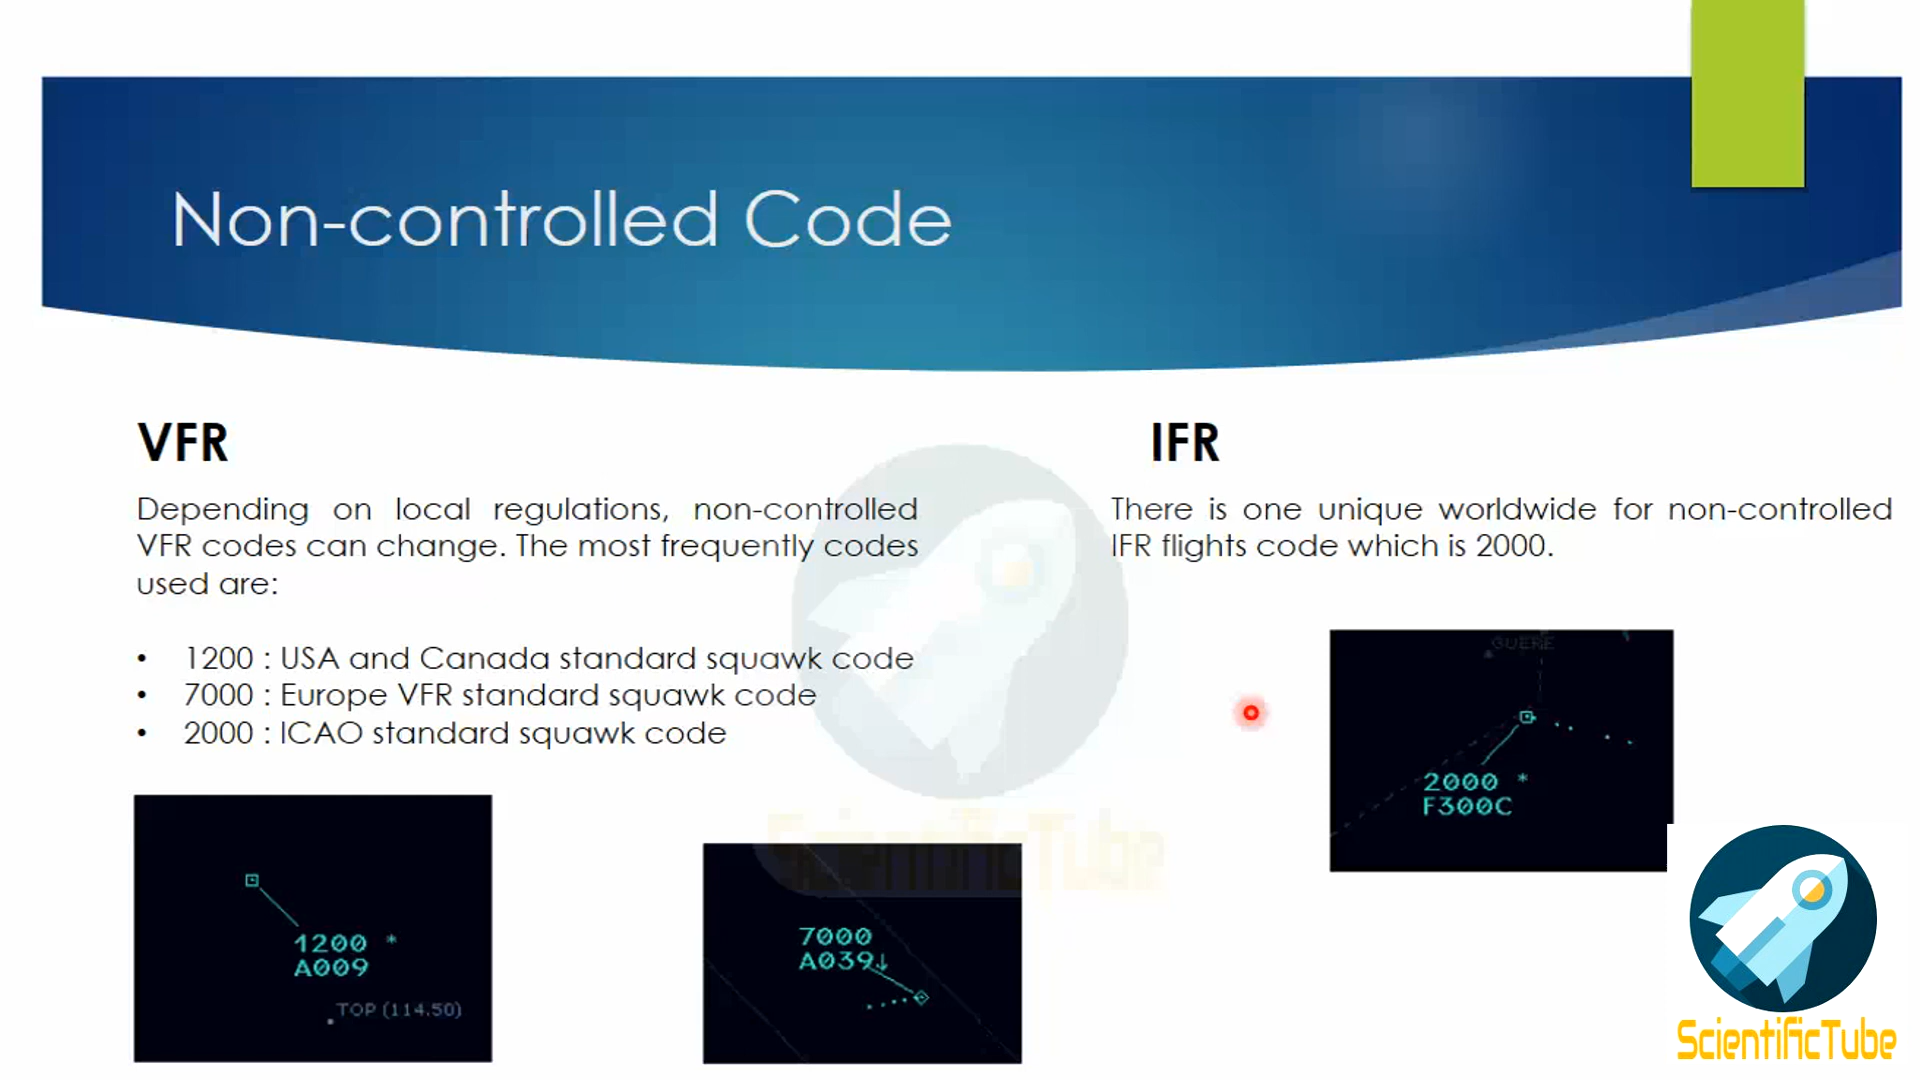 Non-controlled Code
VFR
Depending on local regulations, non-controlled
VFR codes can change. The most frequently codes
used are:
• 1200 : USA and Canada standard squawk code
• 7000 : Europe VFR standard squawk code
• 2000 : ICAO standard squawk code
1200 *
A009
TOP (114.50)
7000
A039↓
IFR
There is one unique worldwide for non-controlled
IFR flights code which is 2000.
GUERE
2000 *
F300C
ScientificTube
ScientificTube